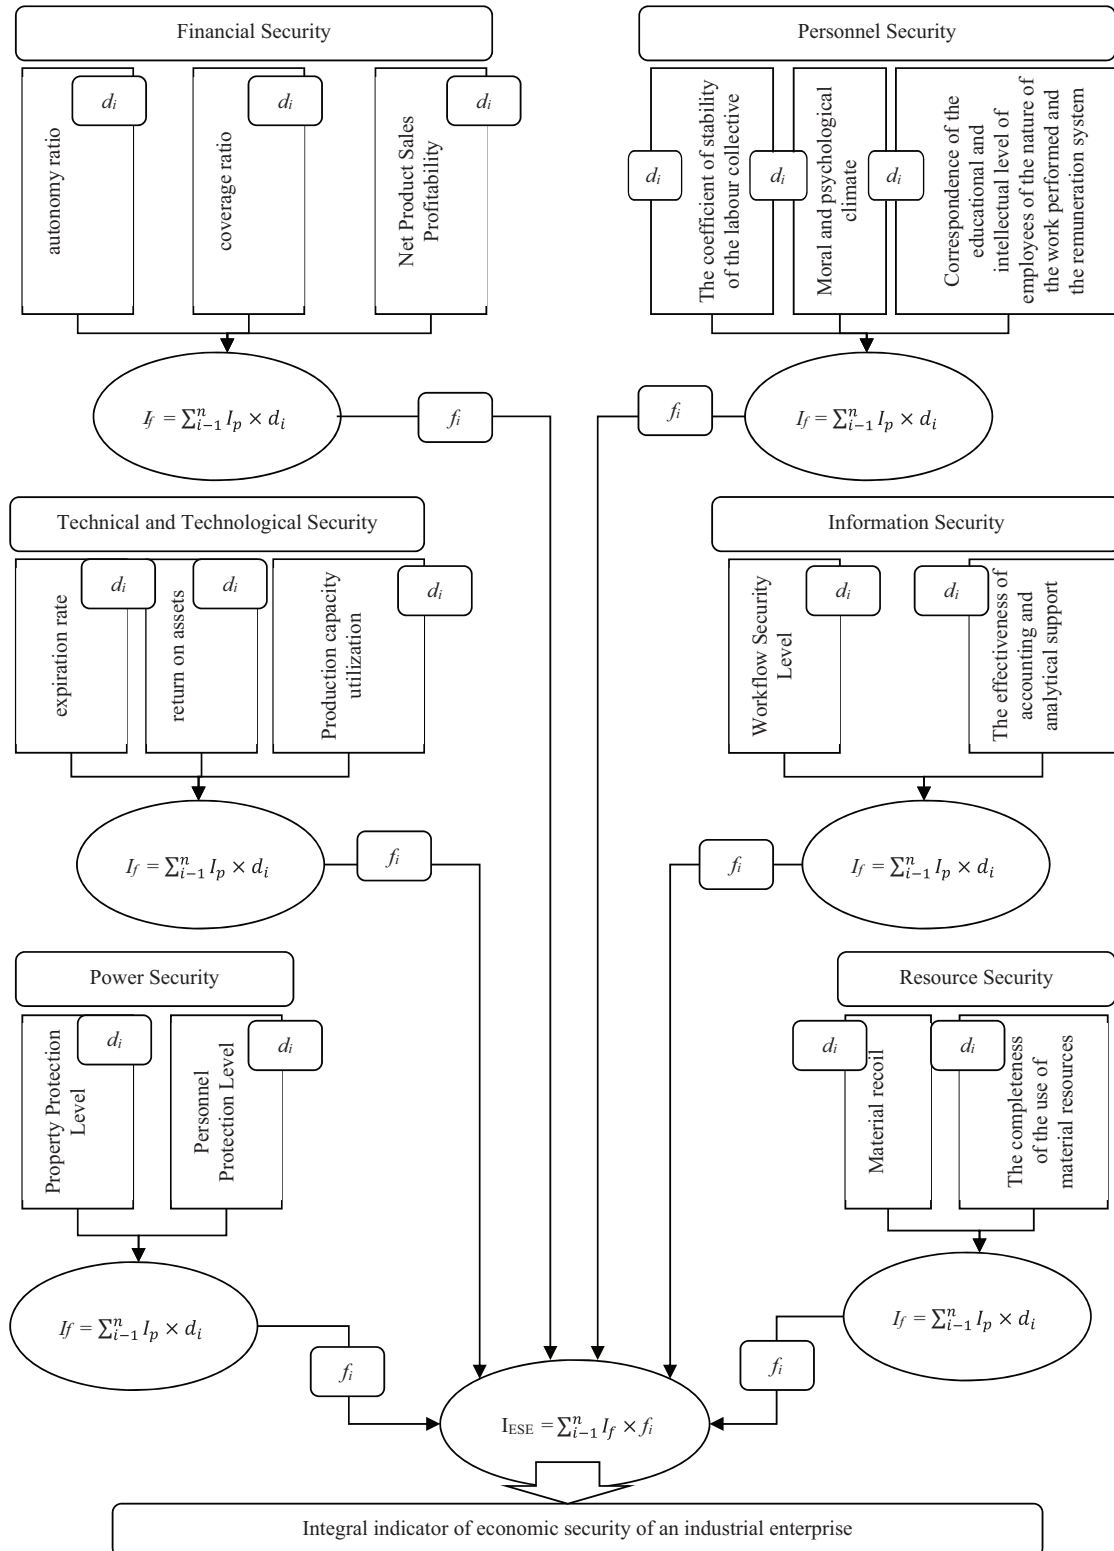 Financial Security
d_i
d_i
d_i
autonomy ratio
coverage ratio
Net Product Sales
Profitability
I_f = ∑_{i−1}^{n} I_p × d_i
f_i
Personnel Security
d_i
d_i
d_i
The coefficient of stability
of the labour collective
Moral and psychological
climate
Correspondence of the
educational and
intellectual level of
employees of the nature of
the work performed and
the remuneration system
I_f = ∑_{i−1}^{n} I_p × d_i
f_i
Technical and Technological Security
d_i
d_i
d_i
expiration rate
return on assets
Production capacity
utilization
I_f = ∑_{i−1}^{n} I_p × d_i
f_i
Information Security
d_i
d_i
Workflow Security
Level
The effectiveness of
accounting and
analytical support
I_f = ∑_{i−1}^{n} I_p × d_i
f_i
Power Security
d_i
d_i
Property Protection
Level
Personnel
Protection Level
I_f = ∑_{i−1}^{n} I_p × d_i
f_i
Resource Security
d_i
d_i
Material recoil
The completeness
of the use of
material resources
I_f = ∑_{i−1}^{n} I_p × d_i
f_i
I_{ESE} = ∑_{i−1}^{n} I_f × f_i
Integral indicator of economic security of an industrial enterprise